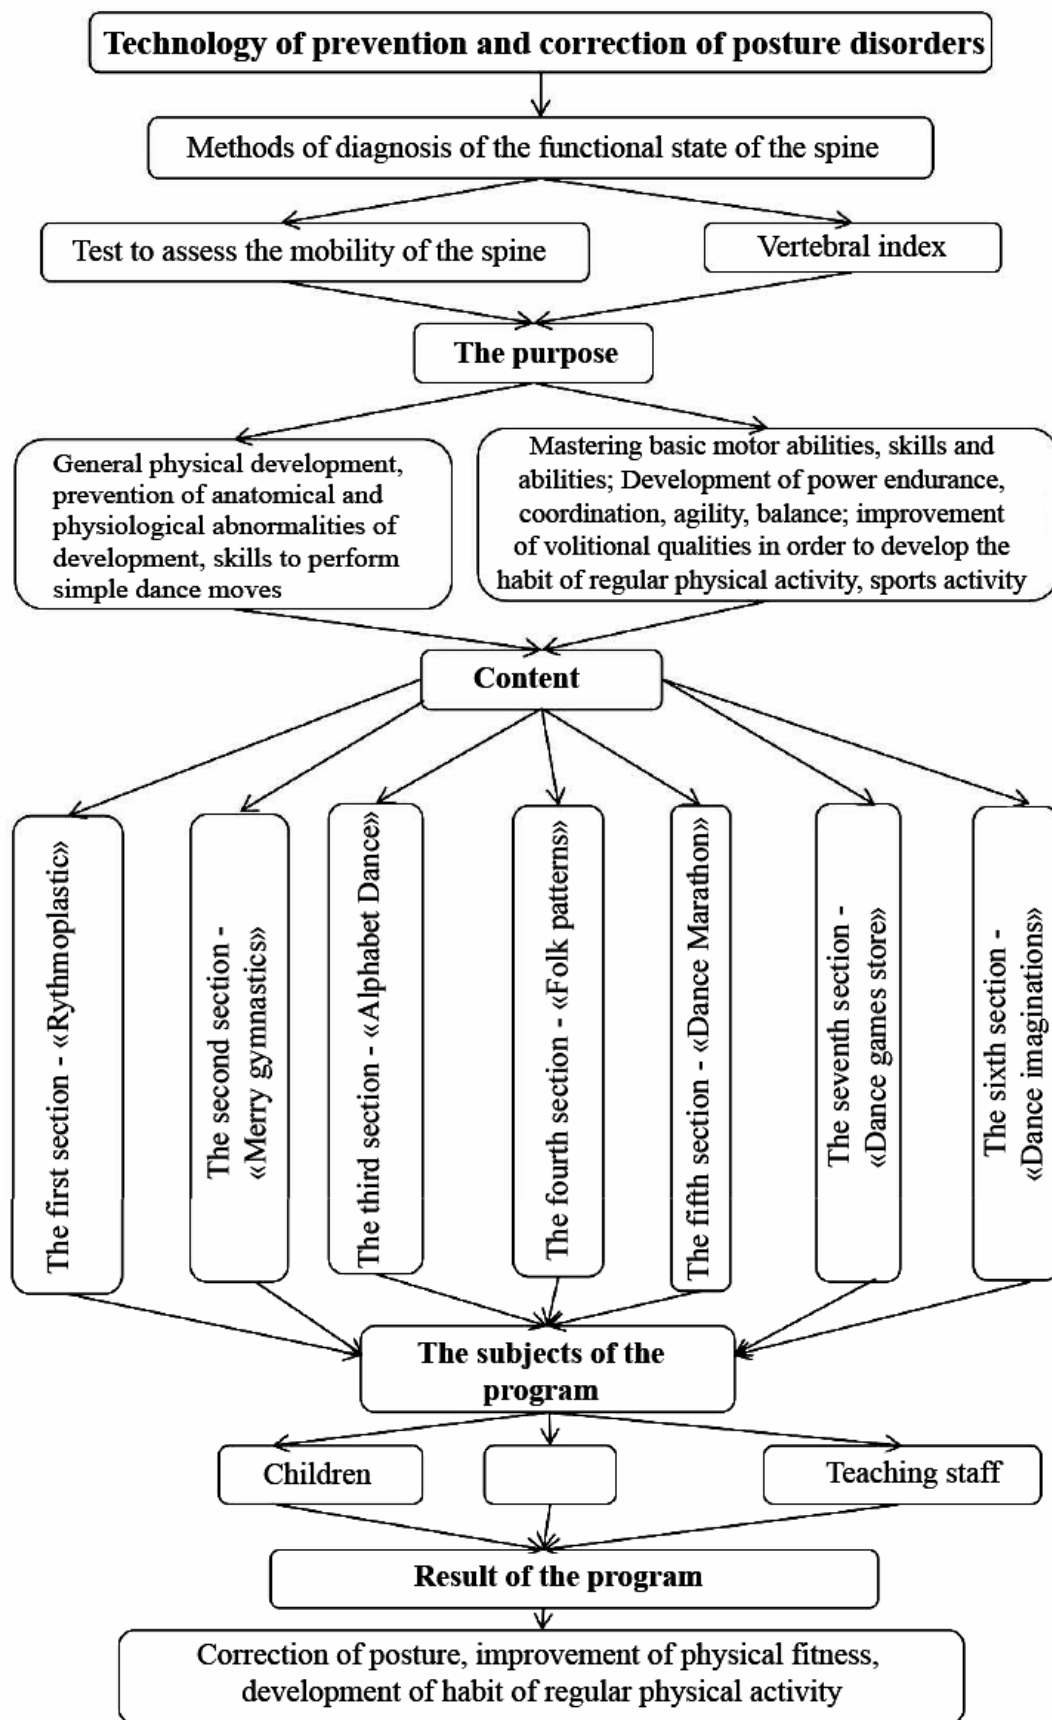 Technology of prevention and correction of posture disorders
Methods of diagnosis of the functional state of the spine
Test to assess the mobility of the spine
Vertebral index
The purpose
General physical development,
prevention of anatomical and
physiological abnormalities of
development, skills to perform
simple dance moves
Mastering basic motor abilities, skills and
abilities; Development of power endurance,
coordination, agility, balance; improvement
of volitional qualities in order to develop the
habit of regular physical activity, sports activity
Content
The first section - «Rythmoplastic»
The second section -
«Merry gymnastics»
The third section - «Alphabet Dance»
The fourth section - «Folk patterns»
The fifth section - «Dance Marathon»
The seventh section -
«Dance games store»
The sixth section -
«Dance imaginations»
The subjects of the
program
Children
Teaching staff
Result of the program
Correction of posture, improvement of physical fitness,
development of habit of regular physical activity